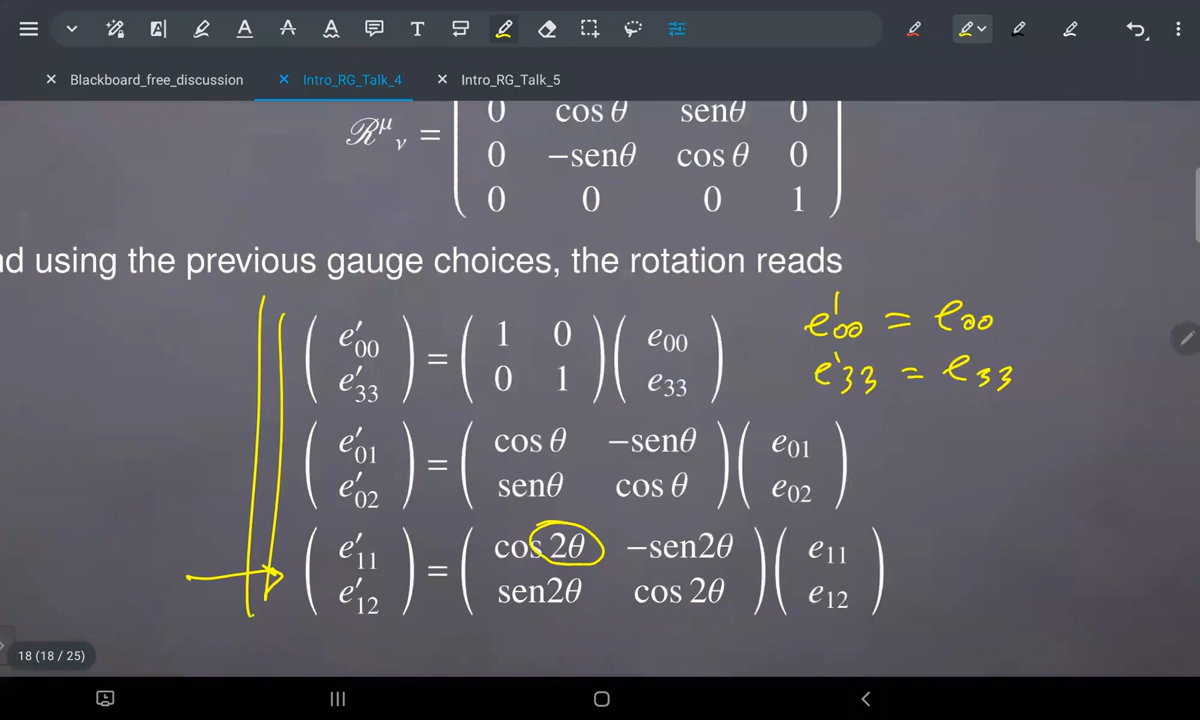 Blackboard_free_discussion Intro_RG_Talk_4 Intro_RG_Talk_5
0 cos θ senθ 0
ℛ^μ_ν = 0 −senθ cos θ 0
0 0 0 1
nd using the previous gauge choices, the rotation reads
( e′₀₀ ) = ( 1 0 ) ( e₀₀ )
( e′₃₃ ) ( 0 1 ) ( e₃₃ )
e'₀₀ = e₀₀
e'₃₃ = e₃₃
( e′₀₁ ) = ( cos θ −senθ ) ( e₀₁ )
( e′₀₂ ) ( senθ cos θ ) ( e₀₂ )
( e′₁₁ ) = ( cos 2θ −sen2θ ) ( e₁₁ )
( e′₁₂ ) ( sen2θ cos 2θ ) ( e₁₂ )
18 (18 / 25)